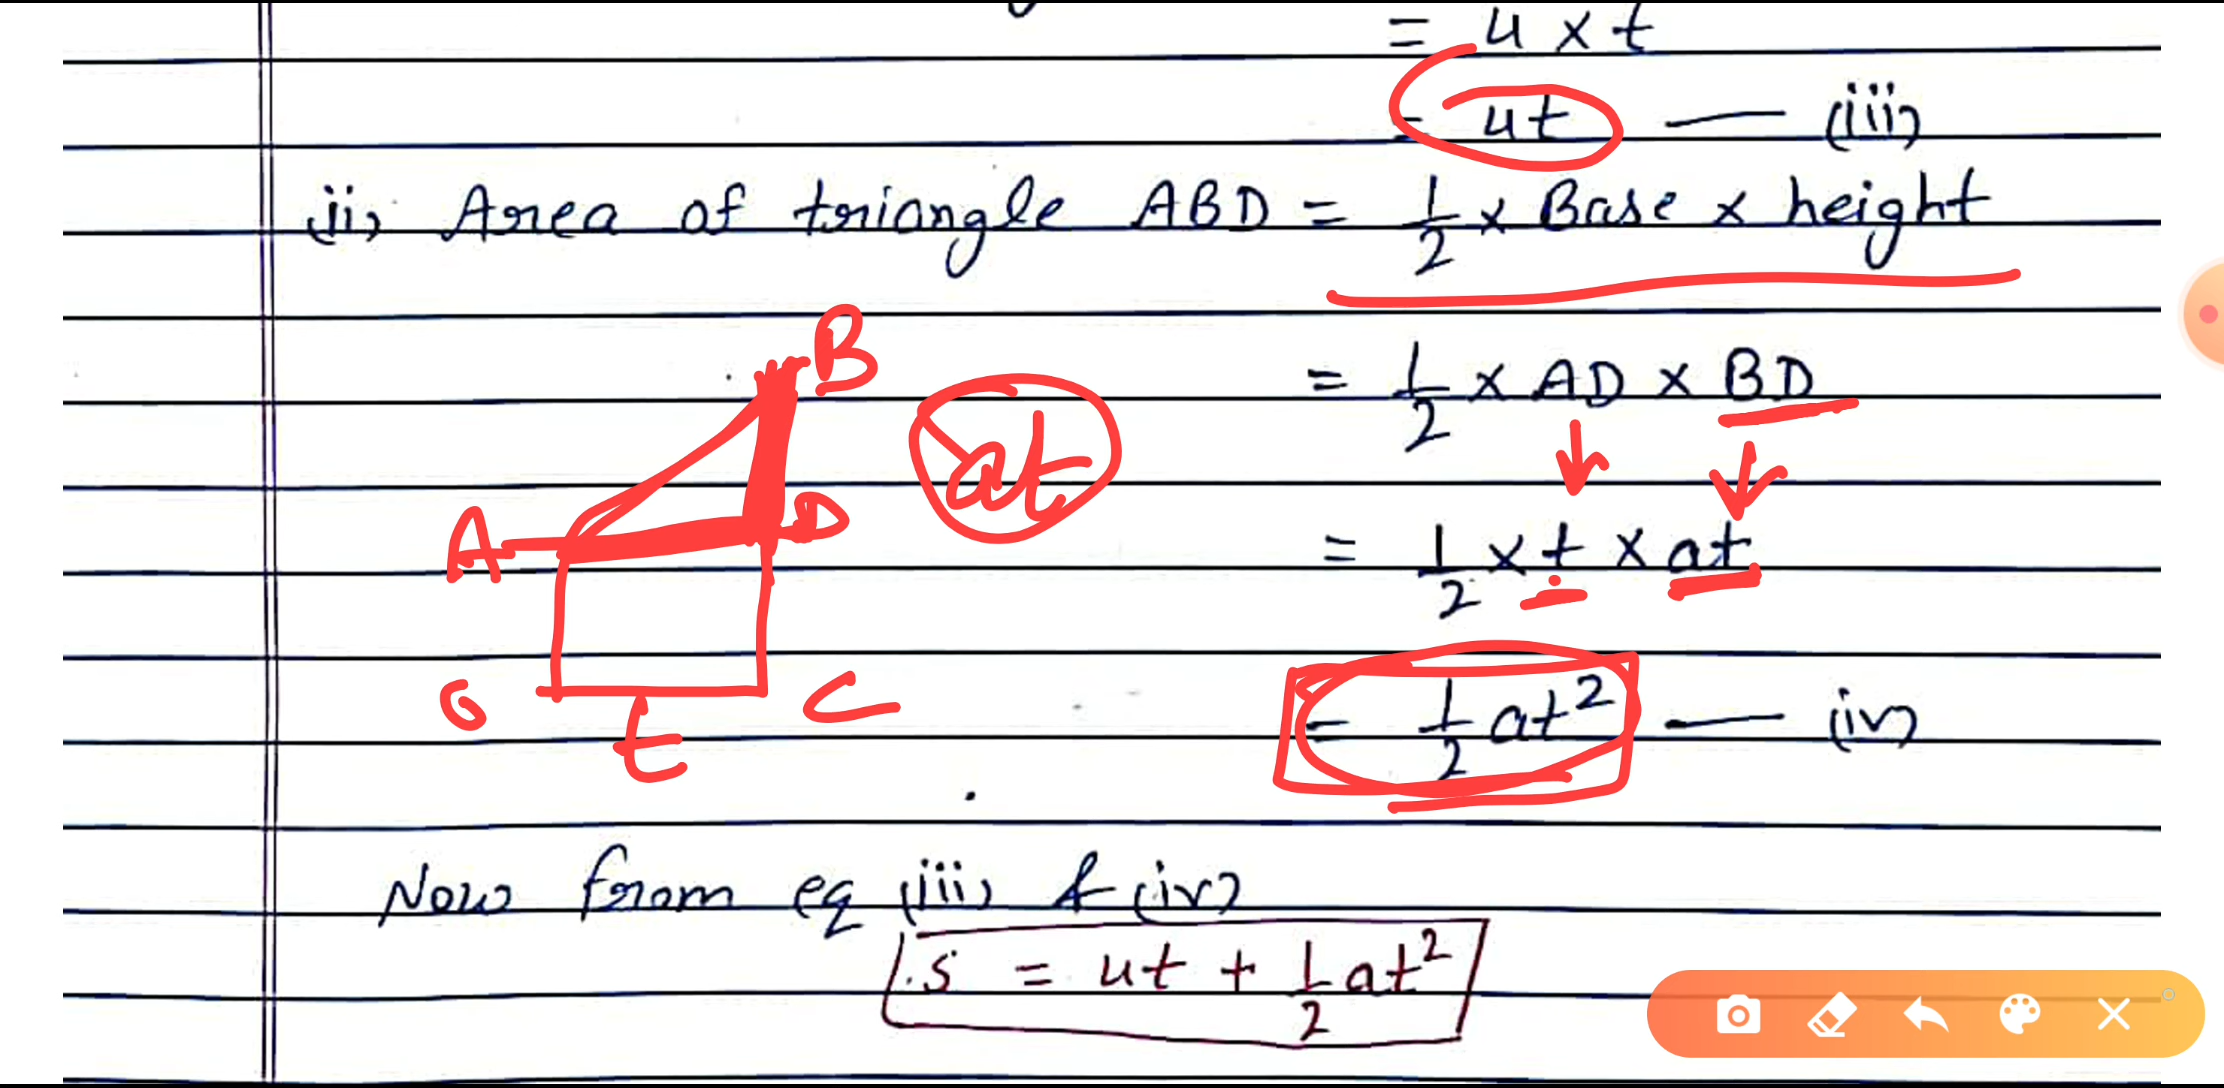 = u × t
= ut — (iii)
(ii) Area of triangle ABD = 1/2 × Base × height
= 1/2 × AD × BD
= 1/2 × t × at
= 1/2 at² — (iv)
B
at
A
D
O
C
t
Now from eq (iii) & (iv)
s = ut + 1/2 at²